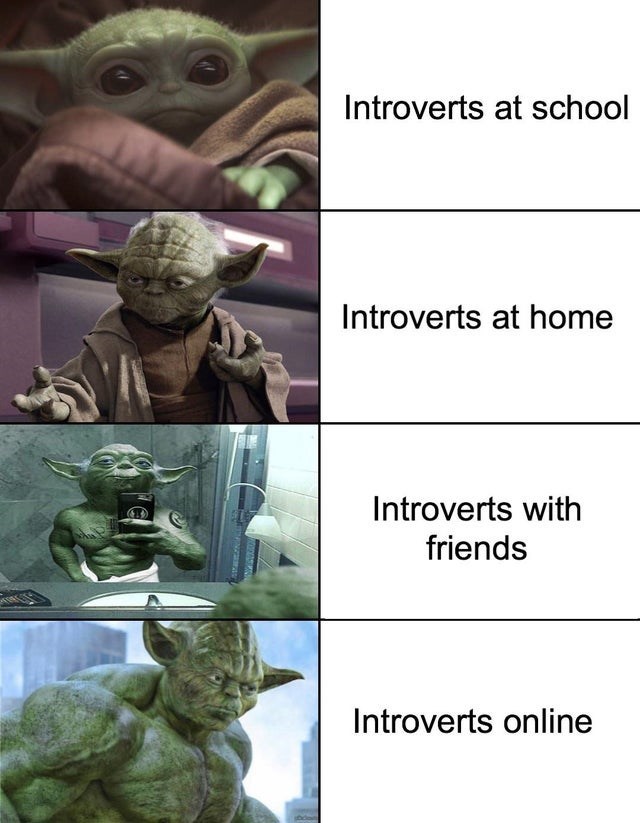 Introverts at school
Introverts at home
Introverts with
friends
Introverts online